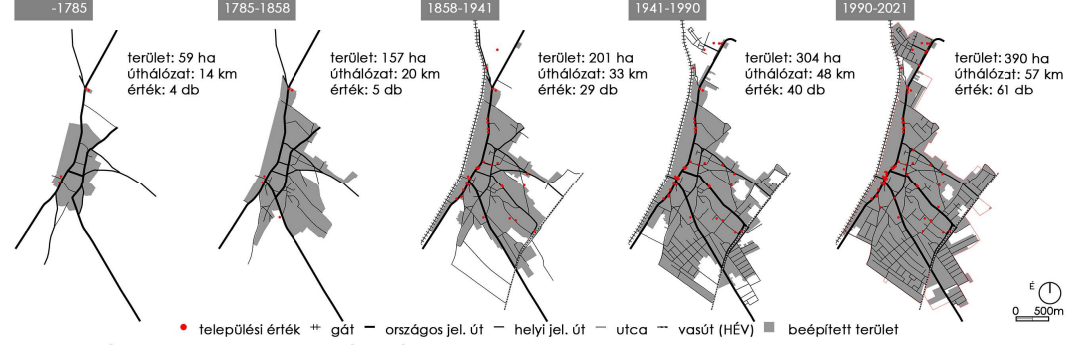 -1785
terület: 59 ha
úthálózat: 14 km
érték: 4 db
1785-1858
terület: 157 ha
úthálózat: 20 km
érték: 5 db
1858-1941
terület: 201 ha
úthálózat: 33 km
érték: 29 db
1941-1990
terület: 304 ha
úthálózat: 48 km
érték: 40 db
1990-2021
terület: 390 ha
úthálózat: 57 km
érték: 61 db
É
0 500m
települési érték gát országos jel. út helyi jel. út utca vasút (HÉV) beépített terület